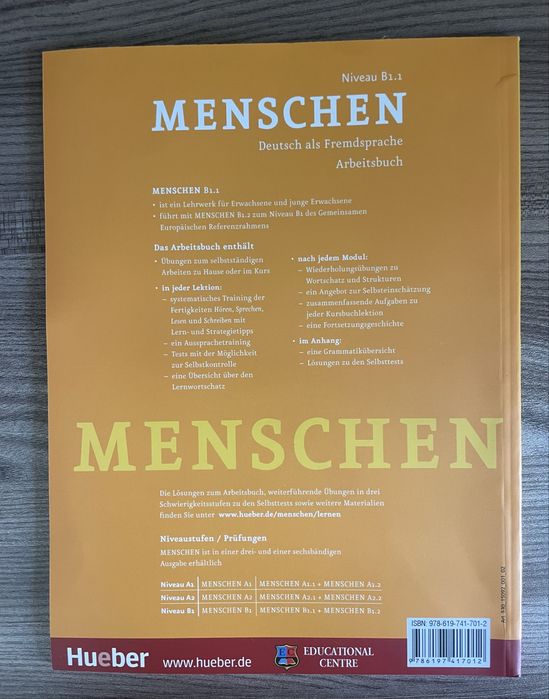 Niveau B1.1
MENSCHEN
Deutsch als Fremdsprache
Arbeitsbuch
MENSCHEN B1.1
• ist ein Lehrwerk für Erwachsene und junge Erwachsene
• führt mit MENSCHEN B1.2 zum Niveau B1 des Gemeinsamen
Europäischen Referenzrahmens
Das Arbeitsbuch enthält
• Übungen zum selbstständigen
Arbeiten zu Hause oder im Kurs
• in jeder Lektion:
– systematisches Training der
Fertigkeiten Hören, Sprechen,
Lesen und Schreiben mit
Lern- und Strategietipps
– ein Aussprachetraining
– Tests mit der Möglichkeit
zur Selbstkontrolle
– eine Übersicht über den
Lernwortschatz
• nach jedem Modul:
– Wiederholungsübungen zu
Wortschatz und Strukturen
– ein Angebot zur Selbsteinschätzung
– zusammenfassende Aufgaben zu
jeder Kursbuchlektion
– eine Fortsetzungsgeschichte
• im Anhang:
– eine Grammatikübersicht
– Lösungen zu den Selbsttests
MENSCHEN
Die Lösungen zum Arbeitsbuch, weiterführende Übungen in drei
Schwierigkeitsstufen zu den Selbsttests sowie weitere Materialien
finden Sie unter www.hueber.de/menschen/lernen
Niveaustufen / Prüfungen
MENSCHEN ist in einer drei- und einer sechsbändigen
Ausgabe erhältlich
Niveau A1 MENSCHEN A1 MENSCHEN A1.1 + MENSCHEN A1.2
Niveau A2 MENSCHEN A2 MENSCHEN A2.1 + MENSCHEN A2.2
Niveau B1 MENSCHEN B1 MENSCHEN B1.1 + MENSCHEN B1.2
Hueber www.hueber.de
EC
EDUCATIONAL
CENTRE
ISBN: 978-619-741-701-2
9 786197 417012